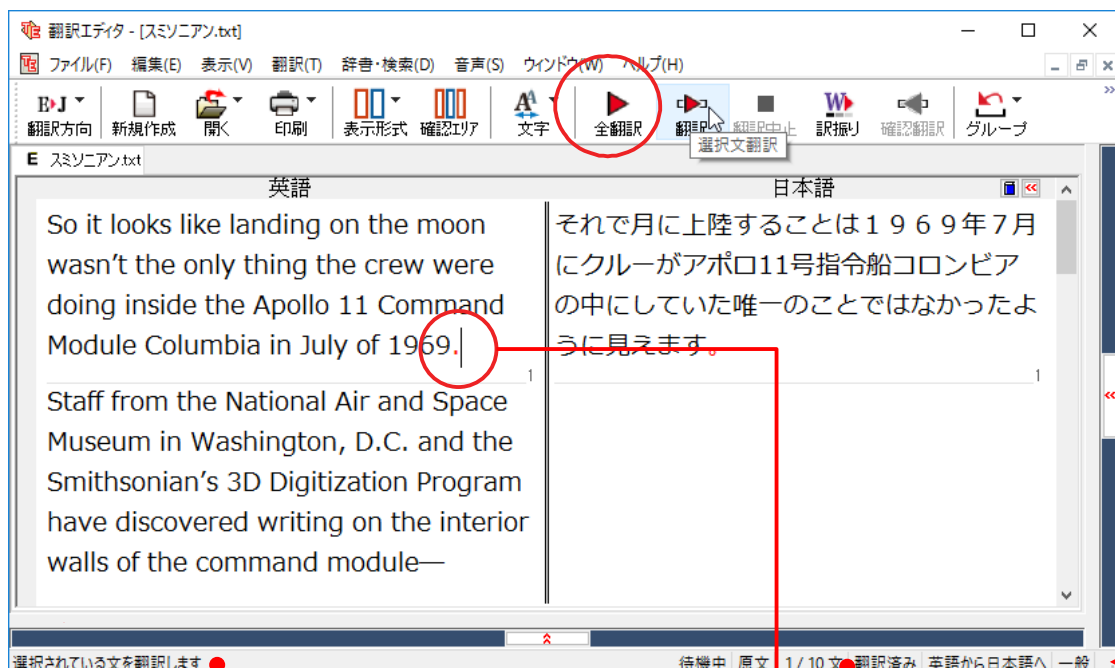 翻訳エディタ - [スミソニアン.txt]
ファイル(F) 編集(E) 表示(V) 翻訳(T) 辞書・検索(D) 音声(S) ウィンドウ(W) ヘルプ(H)
E▸J
翻訳方向 新規作成 開く 印刷 表示形式 確認エリア 文字 全翻訳 翻訳 翻訳中止 訳振り 確認翻訳 グループ
選択文翻訳
E スミソニアン.txt
英語 日本語
So it looks like landing on the moon
wasn’t the only thing the crew were
doing inside the Apollo 11 Command
Module Columbia in July of 1969.
1
それで月に上陸することは１９６９年７月
にクルーがアポロ11号指令船コロンビア
の中にしていた唯一のことではなかったよ
うに見えます。
1
Staff from the National Air and Space
Museum in Washington, D.C. and the
Smithsonian’s 3D Digitization Program
have discovered writing on the interior
walls of the command module—
選択されている文を翻訳します 待機中 原文 1 / 10 文 翻訳済み 英語から日本語へ 一般